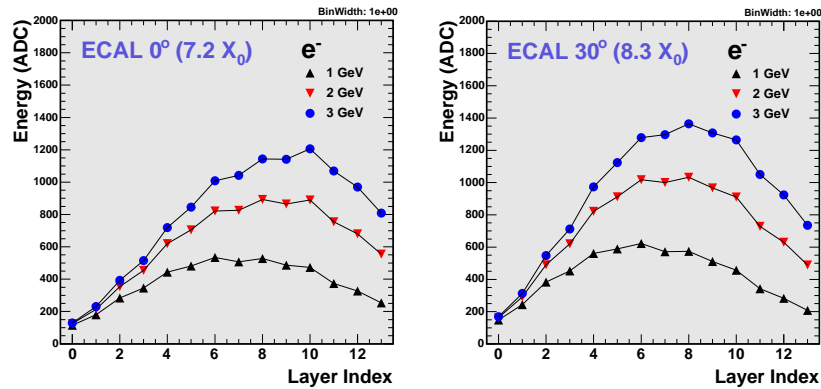 BinWidth: 1e+00
Energy (ADC)
2000
1800
1600
1400
1200
1000
800
600
400
200
0
ECAL 0° (7.2 X0)
e-
1 GeV
2 GeV
3 GeV
0 2 4 6 8 10 12
Layer Index
BinWidth: 1e+00
Energy (ADC)
2000
1800
1600
1400
1200
1000
800
600
400
200
0
ECAL 30° (8.3 X0)
e-
1 GeV
2 GeV
3 GeV
0 2 4 6 8 10 12
Layer Index